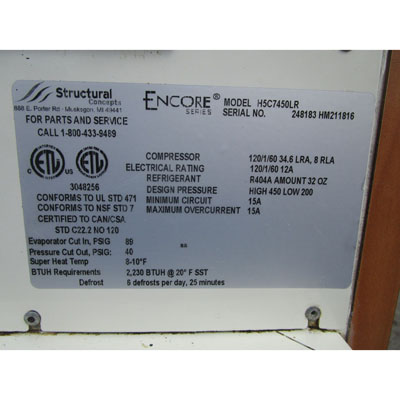 Structural Concepts
888 E. Porter Rd - Muskegon, MI 49441
FOR PARTS AND SERVICE
CALL 1-800-433-9489
ENCORE® SERIES
MODEL H5C7450LR
SERIAL NO. 248183 HM211816
C ETL US
ETL
3048256
CONFORMS TO UL STD 471
CONFORMS TO NSF STD 7
CERTIFIED TO CAN/CSA
STD C22.2 NO 120
COMPRESSOR 120/1/60 34.6 LRA, 8 RLA
ELECTRICAL RATING 120/1/60 12A
REFRIGERANT R404A AMOUNT 32 OZ
DESIGN PRESSURE HIGH 450 LOW 200
MINIMUM CIRCUIT 15A
MAXIMUM OVERCURRENT 15A
Evaporator Cut In, PSIG 89
Pressure Cut Out, PSIG: 40
Super Heat Temp 8-10°F
BTUH Requirements 2,230 BTUH @ 20° F SST
Defrost 6 defrosts per day, 25 minutes